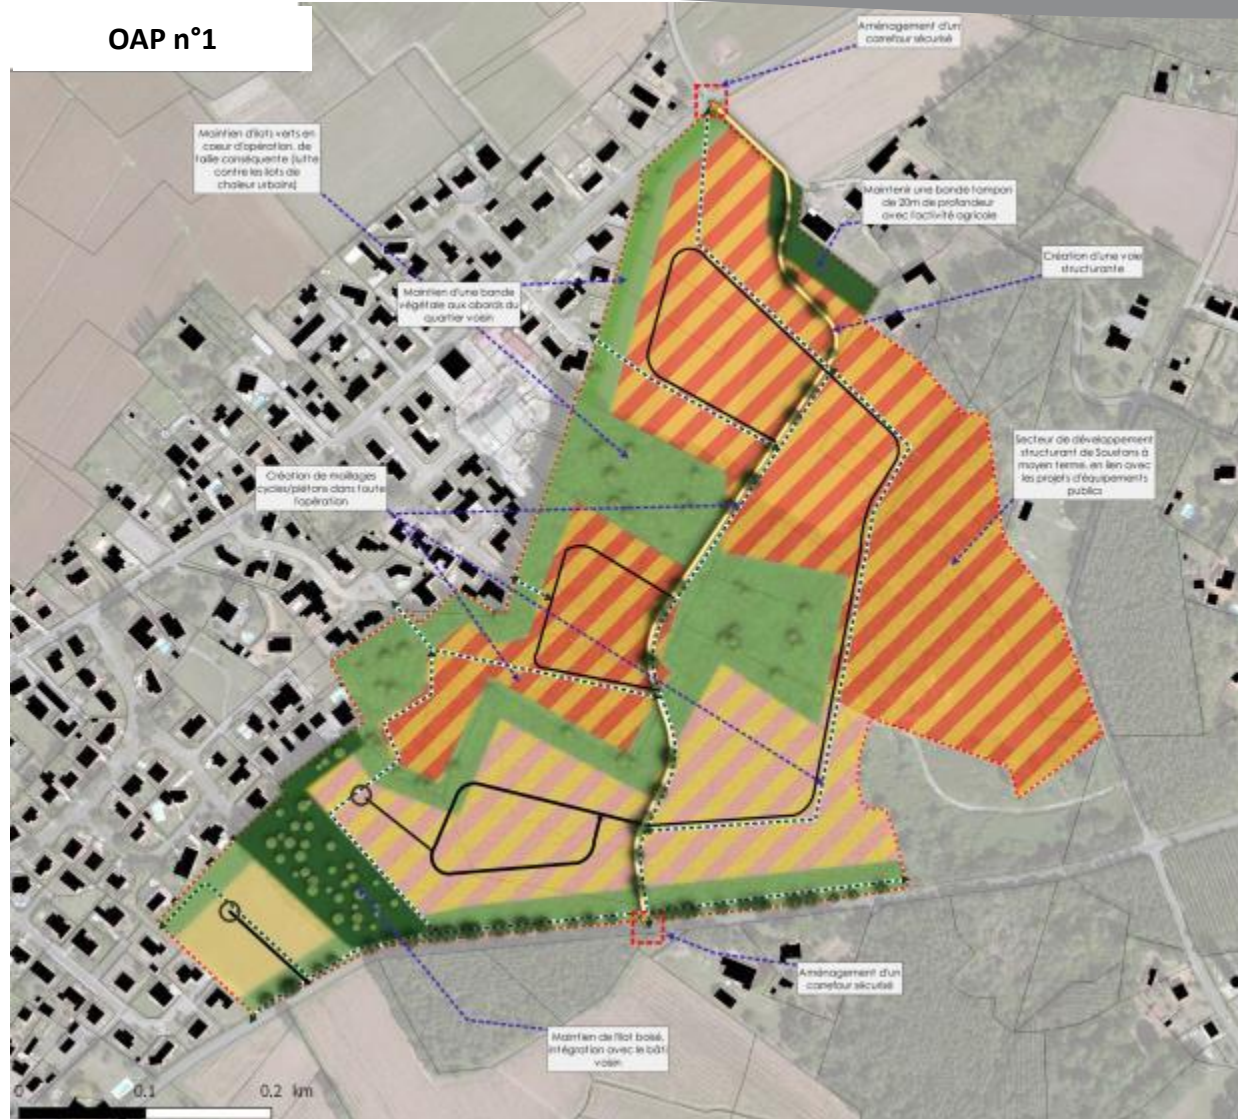 OAP n°1
Aménagement d'un
carrefour sécurisé
Maintien d'îlots verts en
coeur d'opération, de
taille conséquente (lutte
contre les îlots de
chaleur urbains)
Maintenir une bande tampon
de 20m de profondeur
avec l'activité agricole
Création d'une voie
structurante
Maintien d'une bande
végétale aux abords du
quartier voisin
Secteur de développement
structurant de Soustons à
moyen terme, en lien avec
les projets d'équipements
publics
Création de maillages
cycles/piétons dans toute
l'opération
Aménagement d'un
carrefour sécurisé
Maintien de l'îlot boisé,
intégration avec le bâti
voisin
0 0.1 0.2 km